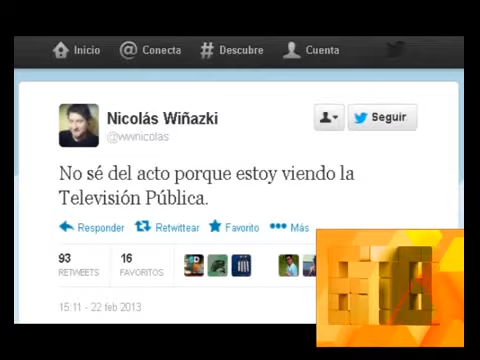 Inicio
Conecta
Descubre
Cuenta
Nicolás Wiñazki
@wwnicolas
Seguir
No sé del acto porque estoy viendo la
Televisión Pública.
Responder
Retwittear
Favorito
Más
93
RETWEETS
16
FAVORITOS
15:11 - 22 feb 2013